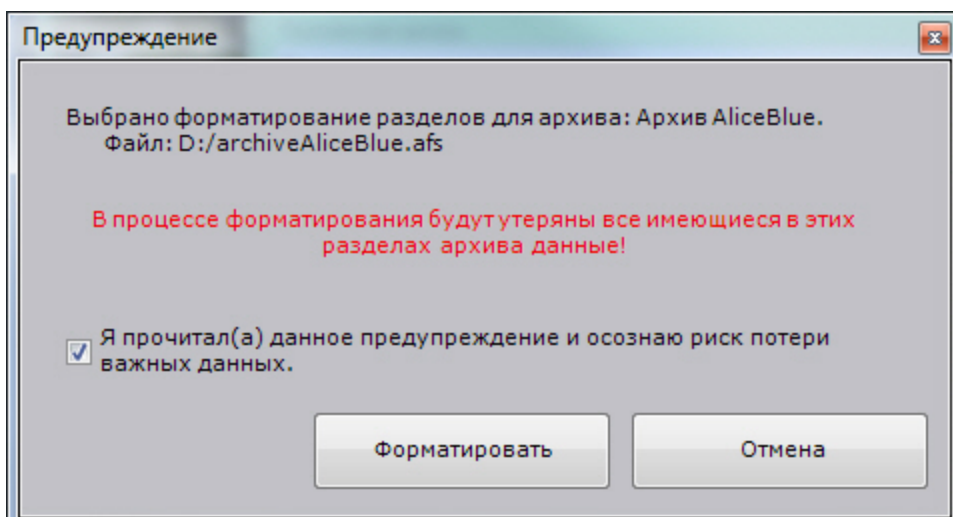 Предупреждение
Выбрано форматирование разделов для архива: Архив AliceBlue.
Файл: D:/archiveAliceBlue.afs
В процессе форматирования будут утеряны все имеющиеся в этих
разделах архива данные!
Я прочитал(а) данное предупреждение и осознаю риск потери
важных данных.
Форматировать
Отмена